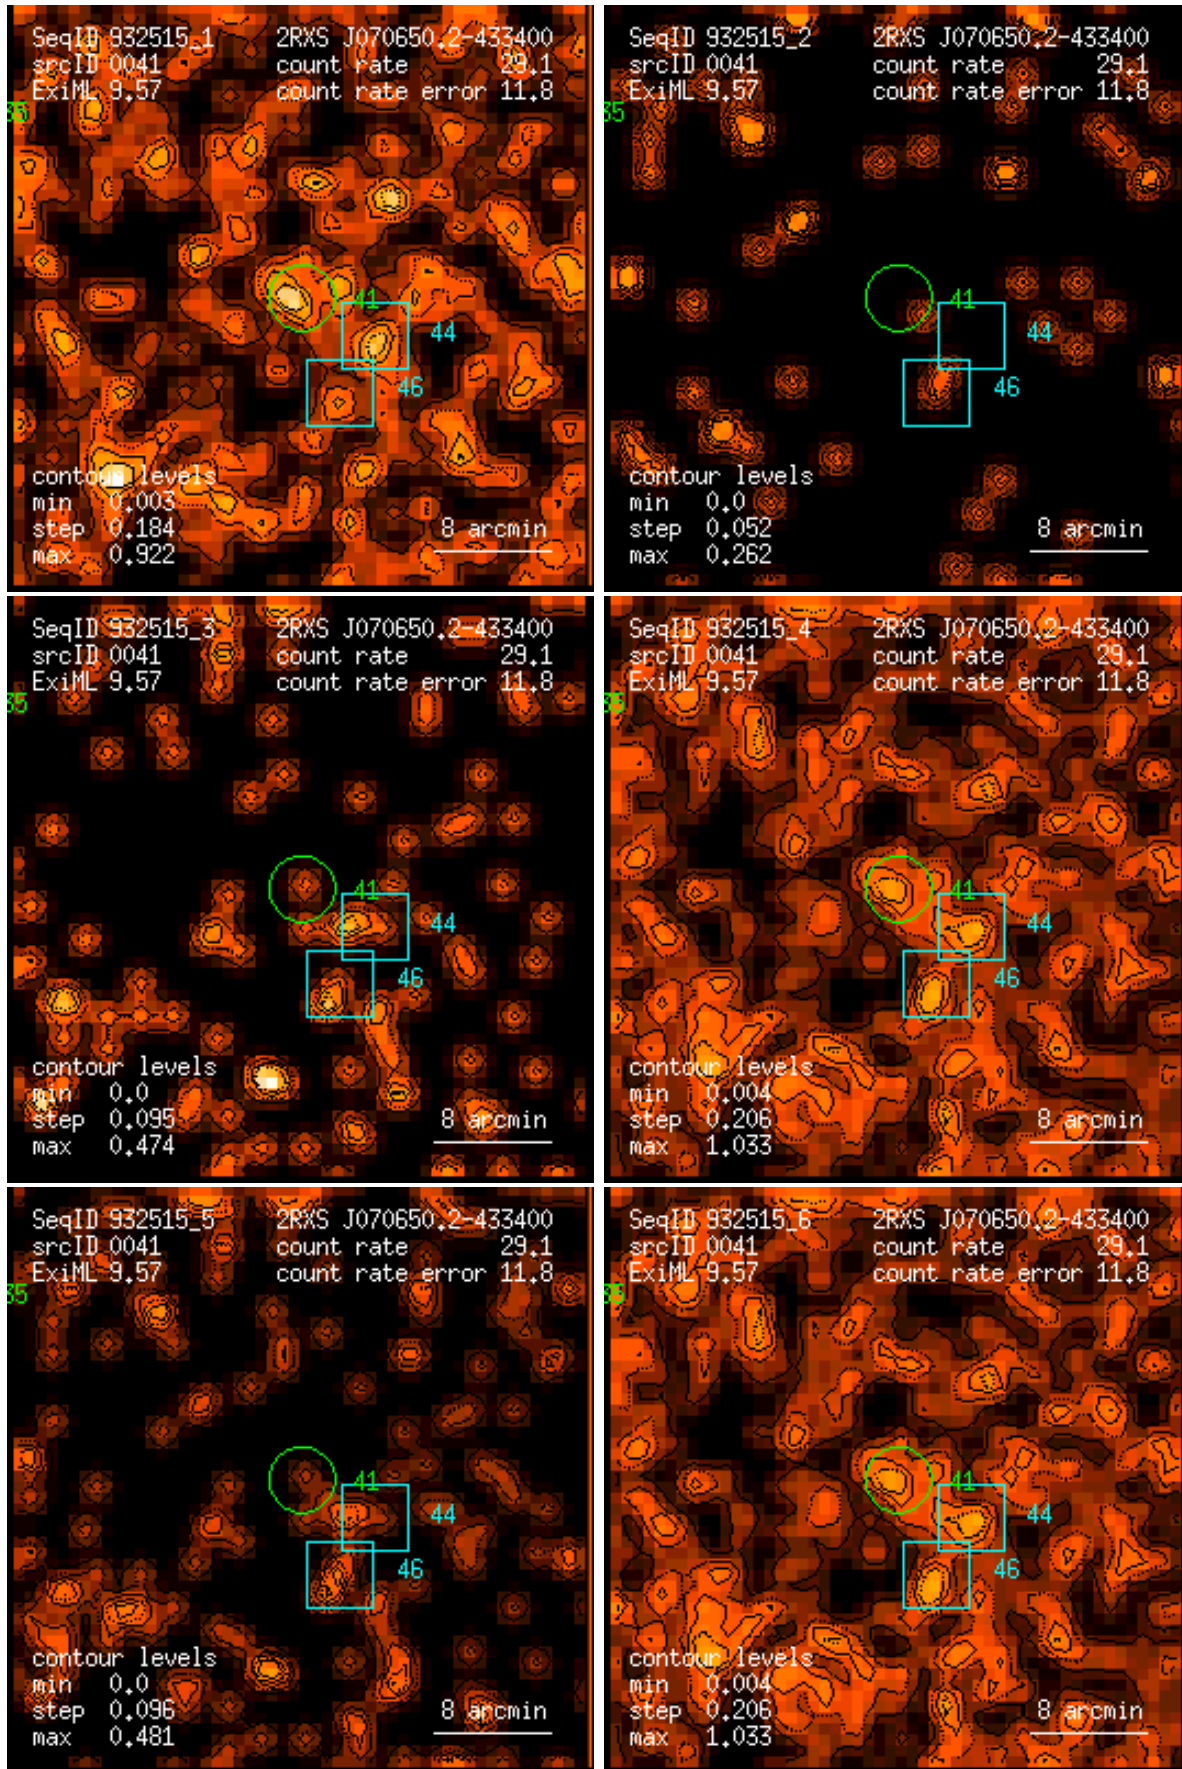 SeqID 932515_1 2RXS J070650.2-433400
srcID 0041 count rate 29.1
ExiML 9.57 count rate error 11.8
35
41
44
46
contour levels
min 0.003
step 0.184
max 0.922
8 arcmin
SeqID 932515_2 2RXS J070650.2-433400
srcID 0041 count rate 29.1
ExiML 9.57 count rate error 11.8
35
41
44
46
contour levels
min 0.0
step 0.052
max 0.262
8 arcmin
SeqID 932515_3 2RXS J070650.2-433400
srcID 0041 count rate 29.1
ExiML 9.57 count rate error 11.8
35
41
44
46
contour levels
min 0.0
step 0.095
max 0.474
8 arcmin
SeqID 932515_4 2RXS J070650.2-433400
srcID 0041 count rate 29.1
ExiML 9.57 count rate error 11.8
35
41
44
46
contour levels
min 0.004
step 0.206
max 1.033
8 arcmin
SeqID 932515_5 2RXS J070650.2-433400
srcID 0041 count rate 29.1
ExiML 9.57 count rate error 11.8
35
41
44
46
contour levels
min 0.0
step 0.096
max 0.481
8 arcmin
SeqID 932515_6 2RXS J070650.2-433400
srcID 0041 count rate 29.1
ExiML 9.57 count rate error 11.8
35
41
44
46
contour levels
min 0.004
step 0.206
max 1.033
8 arcmin